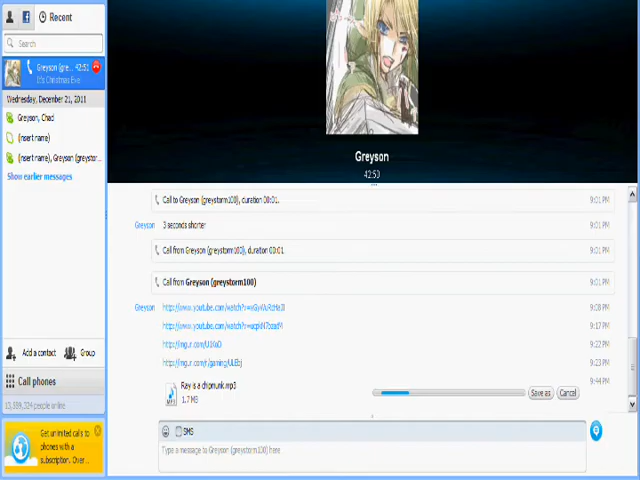 Recent
Search
Greyson (gre... 42:50
It's Christmas Eve!
Wednesday, December 21, 2011
Greyson, Chad
(insert name)
(insert name), Greyson (greystor...
Show earlier messages
Add a contact
Group
Call phones
people online
Get unlimited calls to
phones with a
subscription. Over...
Greyson
42:50
Call to Greyson (greystorm100), duration 00:01. 9:01 PM
Greyson 3 seconds shorter 9:01 PM
Call from Greyson (greystorm100), duration 00:01 9:01 PM
Call from Greyson (greystorm100) 9:01 PM
Greyson 9:08 PM
9:17 PM
9:22 PM
9:23 PM
Ray is a chipmunk.mp3 9:44 PM
MP3
1.7 MB
Save as Cancel
SMS
Type a message to Greyson (greystorm100) here